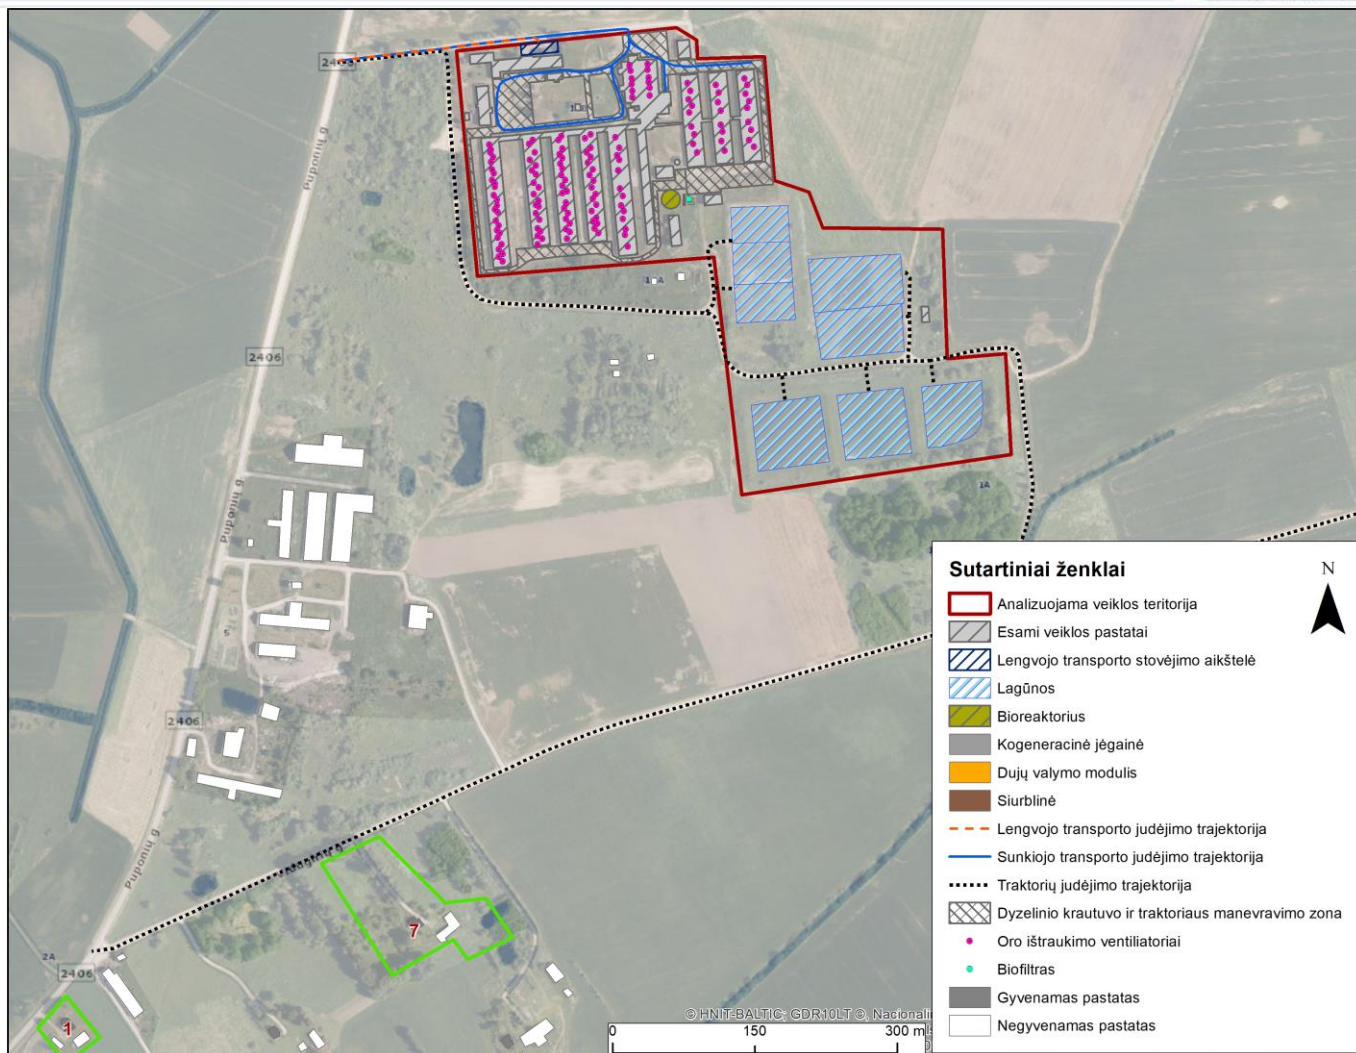 Puponių g
2406
Puponių g
2406
Puponių g
2406
2A
5
7
1
1A
Sutartiniai ženklai
N
Analizuojama veiklos teritorija
Esami veiklos pastatai
Lengvojo transporto stovėjimo aikštelė
Lagūnos
Bioreaktorius
Kogeneracinė jėgainė
Dujų valymo modulis
Siurblinė
Lengvojo transporto judėjimo trajektorija
Sunkiojo transporto judėjimo trajektorija
Traktorių judėjimo trajektorija
Dyzelinio krautuvo ir traktoriaus manevravimo zona
Oro ištraukimo ventiliatoriai
Biofiltras
Gyvenamas pastatas
Negyvenamas pastatas
© HNIT-BALTIC, GDR10LT ©, Nacionali
0 150 300 m